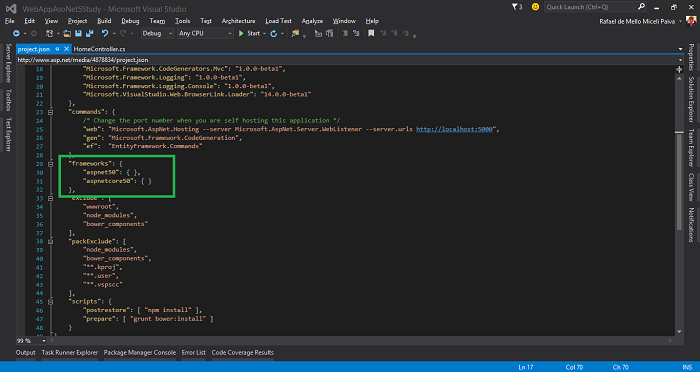 WebAppAsoNet5Study - Microsoft Visual Studio
3
Quick Launch (Ctrl+Q)
File Edit View Project Build Debug Team Tools Test Architecture Load Test Analyze Window Help
Rafael de Mello Miceli Paiva
Debug Any CPU Start
project.json HomeController.cs
http://www.asp.net/media/4878834/project.json
18 "Microsoft.Framework.CodeGenerators.Mvc": "1.0.0-beta1",
19 "Microsoft.Framework.Logging": "1.0.0-beta1",
20 "Microsoft.Framework.Logging.Console": "1.0.0-beta1",
21 "Microsoft.VisualStudio.Web.BrowserLink.Loader": "14.0.0-beta1"
22 },
23 "commands": {
24 /* Change the port number when you are self hosting this application */
25 "web": "Microsoft.AspNet.Hosting --server Microsoft.AspNet.Server.WebListener --server.urls http://localhost:5000",
26 "gen": "Microsoft.Framework.CodeGeneration",
27 "ef": "EntityFramework.Commands"
28 },
29 "frameworks": {
30 "aspnet50": { },
31 "aspnetcore50": { }
32 },
33 "exclude": [
34 "wwwroot",
35 "node_modules",
36 "bower_components"
37 ],
38 "packExclude": [
39 "node_modules",
40 "bower_components",
41 "**.kproj",
42 "**.user",
43 "**.vspscc"
44 ],
45 "scripts": {
46 "postrestore": [ "npm install" ],
47 "prepare": [ "grunt bower:install" ]
48 }
99 %
Output Task Runner Explorer Package Manager Console Error List Code Coverage Results
Ln 17 Col 70 Ch 70 INS
Server Explorer
Toolbox
Test Explorer
Properties
Solution Explorer
Team Explorer
Class View
Notifications